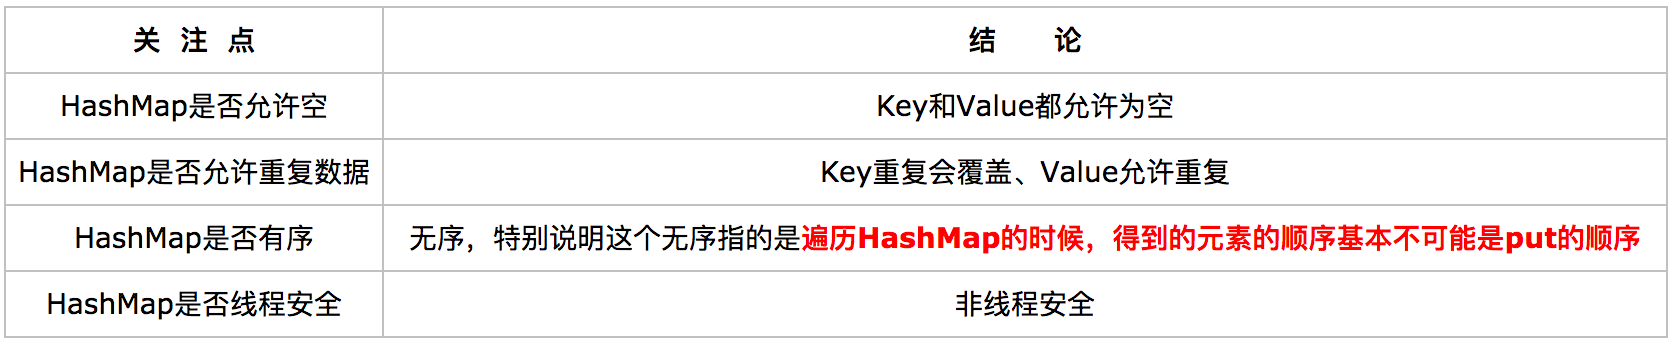 关 注 点
结 论
HashMap是否允许空
Key和Value都允许为空
HashMap是否允许重复数据
Key重复会覆盖、Value允许重复
HashMap是否有序
无序，特别说明这个无序指的是遍历HashMap的时候，得到的元素的顺序基本不可能是put的顺序
HashMap是否线程安全
非线程安全